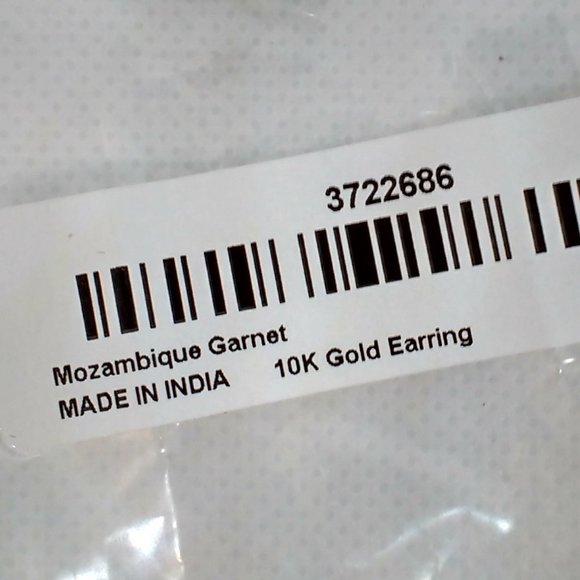 3722686
Mozambique Garnet
MADE IN INDIA 10K Gold Earring